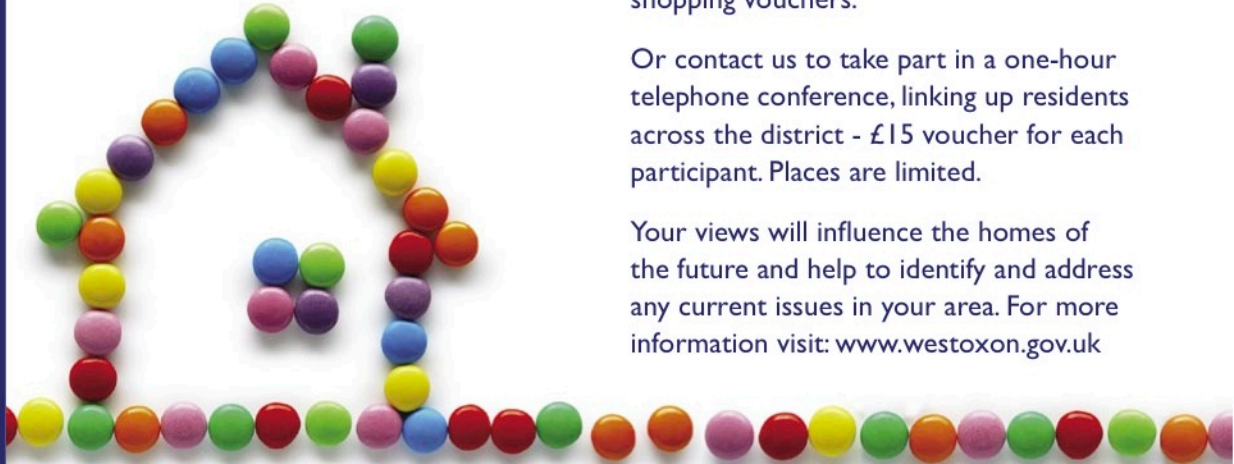 shopping vouchers.
Or contact us to take part in a one-hour
telephone conference, linking up residents
across the district - £15 voucher for each
participant. Places are limited.
Your views will influence the homes of
the future and help to identify and address
any current issues in your area. For more
information visit: www.westoxon.gov.uk